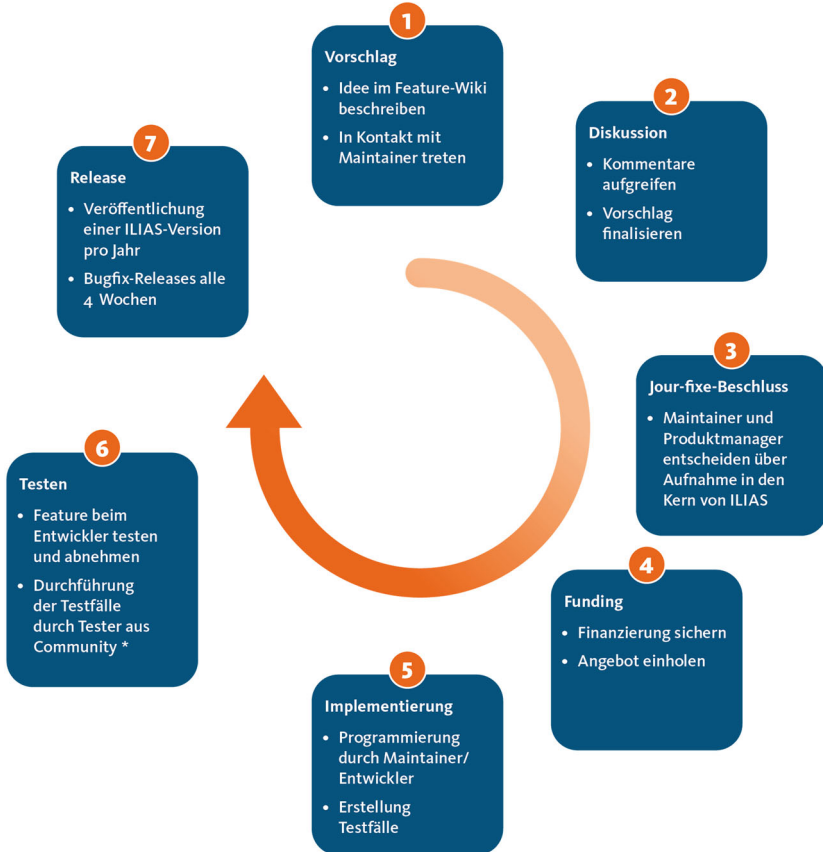 1
Vorschlag
• Idee im Feature-Wiki
beschreiben
• In Kontakt mit
Maintainer treten
2
Diskussion
• Kommentare
aufgreifen
• Vorschlag
finalisieren
3
Jour-fixe-Beschluss
• Maintainer und
Produktmanager
entscheiden über
Aufnahme in den
Kern von ILIAS
4
Funding
• Finanzierung sichern
• Angebot einholen
5
Implementierung
• Programmierung
durch Maintainer/
Entwickler
• Erstellung
Testfälle
6
Testen
• Feature beim
Entwickler testen
und abnehmen
• Durchführung
der Testfälle
durch Tester aus
Community *
7
Release
• Veröffentlichung
einer ILIAS-Version
pro Jahr
• Bugfix-Releases alle
4 Wochen